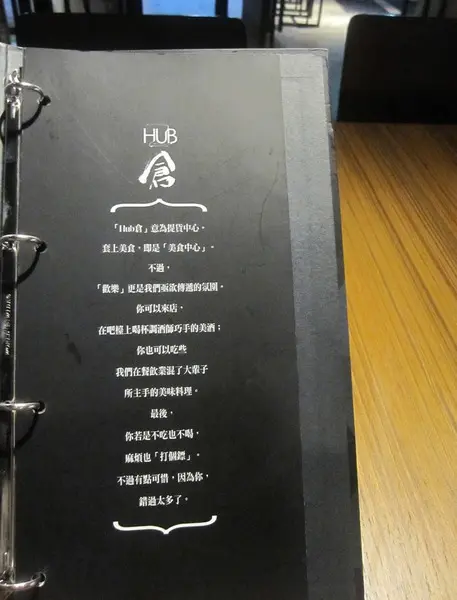 HUB
倉
「Hub倉」意為提貨中心。
套上美食，即是「美食中心」。
不過，
「歡樂」更是我們亟欲傳遞的氛圍。
你可以來店，
在吧檯上喝杯調酒師巧手的美酒；
你也可以吃些
我們在餐飲業混了大輩子
所主手的美味料理。
最後，
你若是不吃也不喝，
麻煩也「打個鏢」。
不過有點可惜，因為你，
錯過太多了。